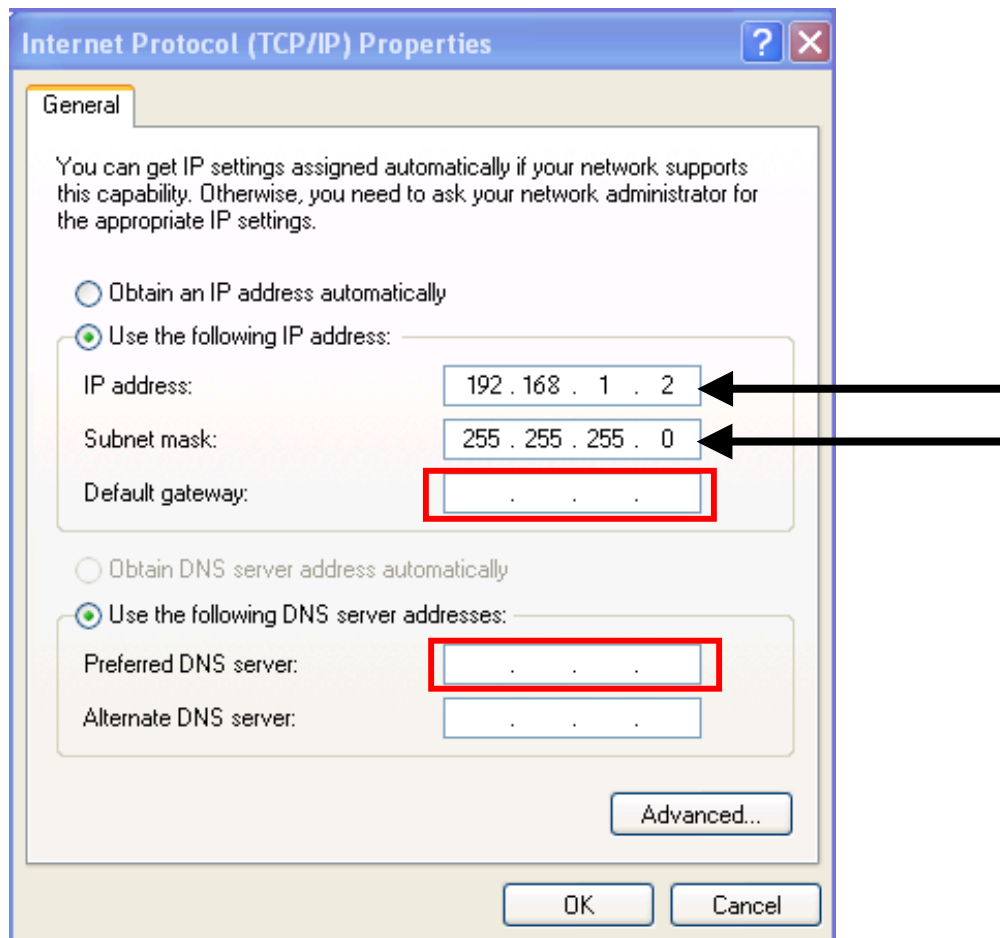 Internet Protocol (TCP/IP) Properties
General
You can get IP settings assigned automatically if your network supports
this capability. Otherwise, you need to ask your network administrator for
the appropriate IP settings.
Obtain an IP address automatically
Use the following IP address:
IP address: 192 . 168 . 1 . 2
Subnet mask: 255 . 255 . 255 . 0
Default gateway: . . .
Obtain DNS server address automatically
Use the following DNS server addresses:
Preferred DNS server: . . .
Alternate DNS server: . . .
Advanced...
OK Cancel